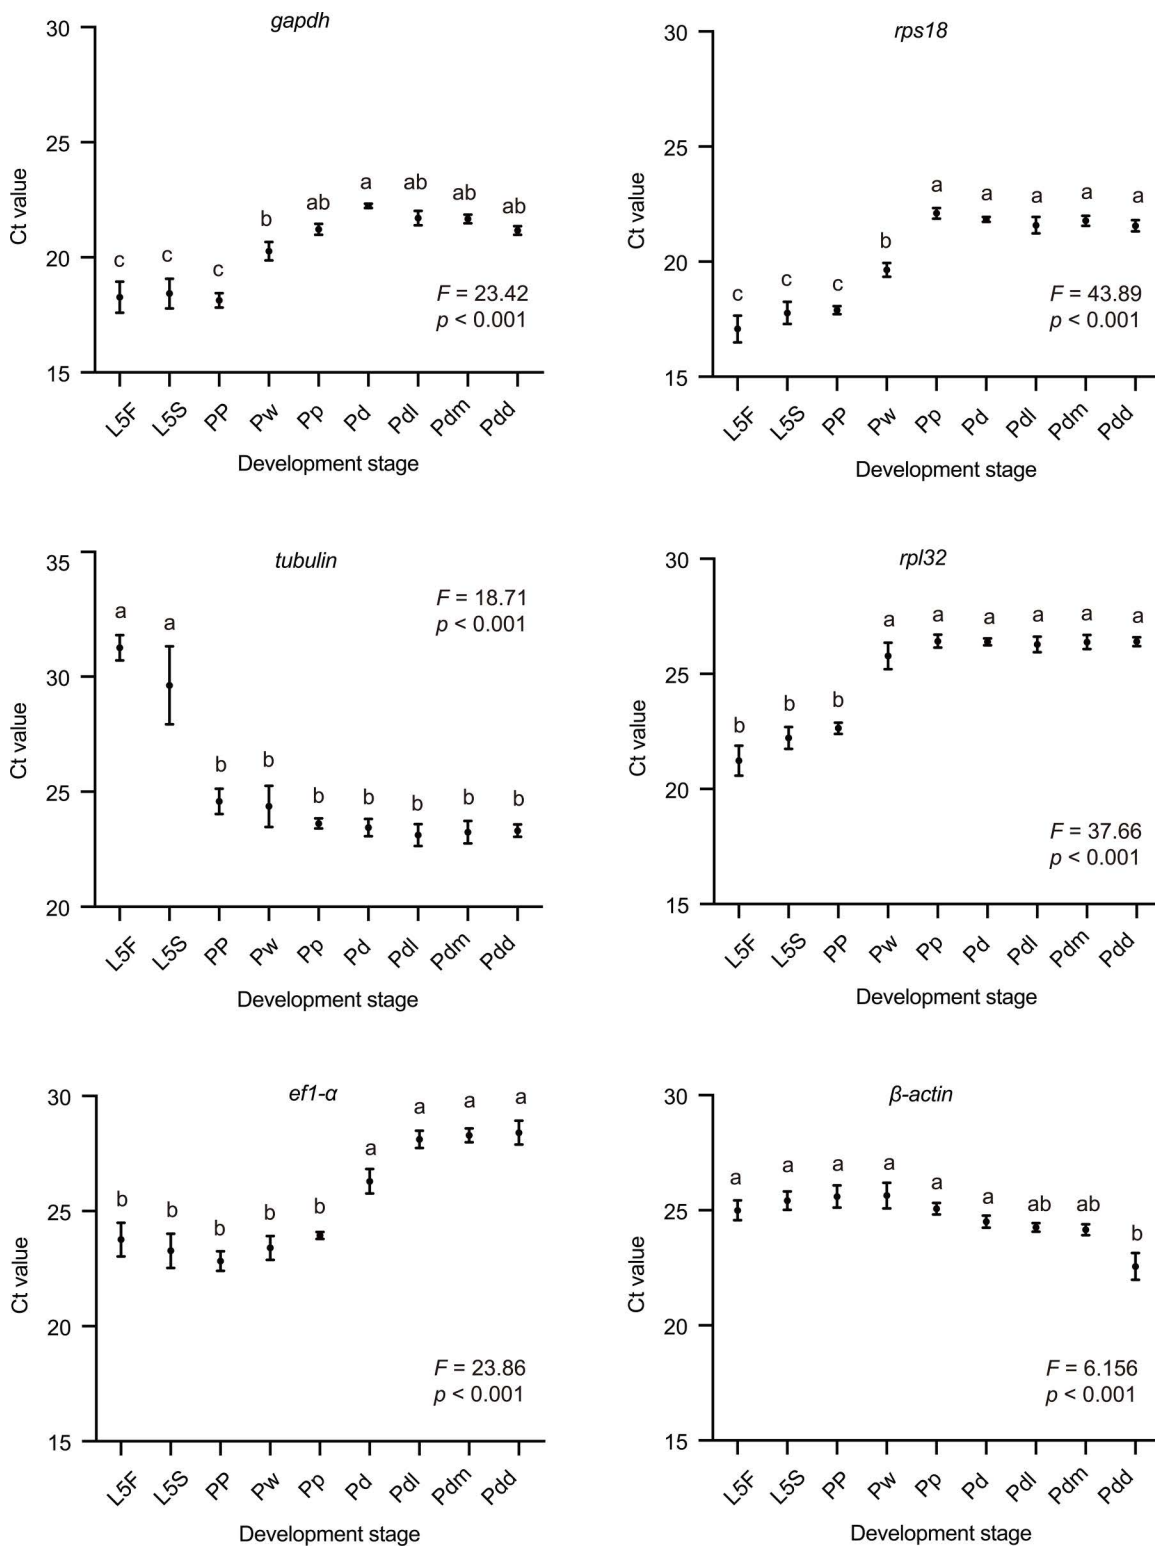 gapdh
30
25
20
15
Ct value
c
c
c
b
ab
a
ab
ab
ab
F = 23.42
p < 0.001
L5F
L5S
PP
Pw
Pp
Pd
Pdl
Pdm
Pdd
Development stage
rps18
30
25
20
15
Ct value
c
c
c
b
a
a
a
a
a
F = 43.89
p < 0.001
L5F
L5S
PP
Pw
Pp
Pd
Pdl
Pdm
Pdd
Development stage
tubulin
35
30
25
20
Ct value
a
a
b
b
b
b
b
b
b
F = 18.71
p < 0.001
L5F
L5S
PP
Pw
Pp
Pd
Pdl
Pdm
Pdd
Development stage
rpl32
30
25
20
15
Ct value
b
b
b
a
a
a
a
a
a
F = 37.66
p < 0.001
L5F
L5S
PP
Pw
Pp
Pd
Pdl
Pdm
Pdd
Development stage
ef1-α
30
25
20
15
Ct value
b
b
b
b
b
a
a
a
a
F = 23.86
p < 0.001
L5F
L5S
PP
Pw
Pp
Pd
Pdl
Pdm
Pdd
Development stage
β-actin
30
25
20
15
Ct value
a
a
a
a
a
a
ab
ab
b
F = 6.156
p < 0.001
L5F
L5S
PP
Pw
Pp
Pd
Pdl
Pdm
Pdd
Development stage